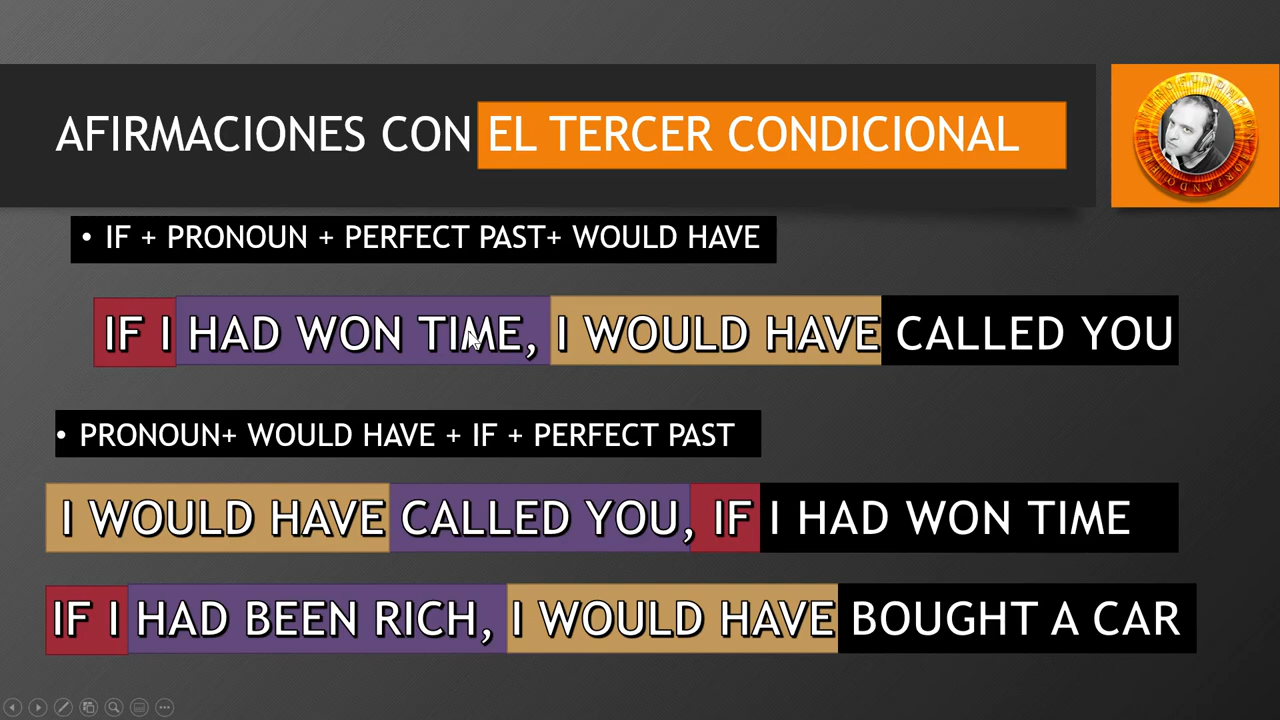 AFIRMACIONES CON EL TERCER CONDICIONAL
• IF + PRONOUN + PERFECT PAST+ WOULD HAVE
IF I HAD WON TIME, I WOULD HAVE CALLED YOU
• PRONOUN+ WOULD HAVE + IF + PERFECT PAST
I WOULD HAVE CALLED YOU, IF I HAD WON TIME
IF I HAD BEEN RICH, I WOULD HAVE BOUGHT A CAR